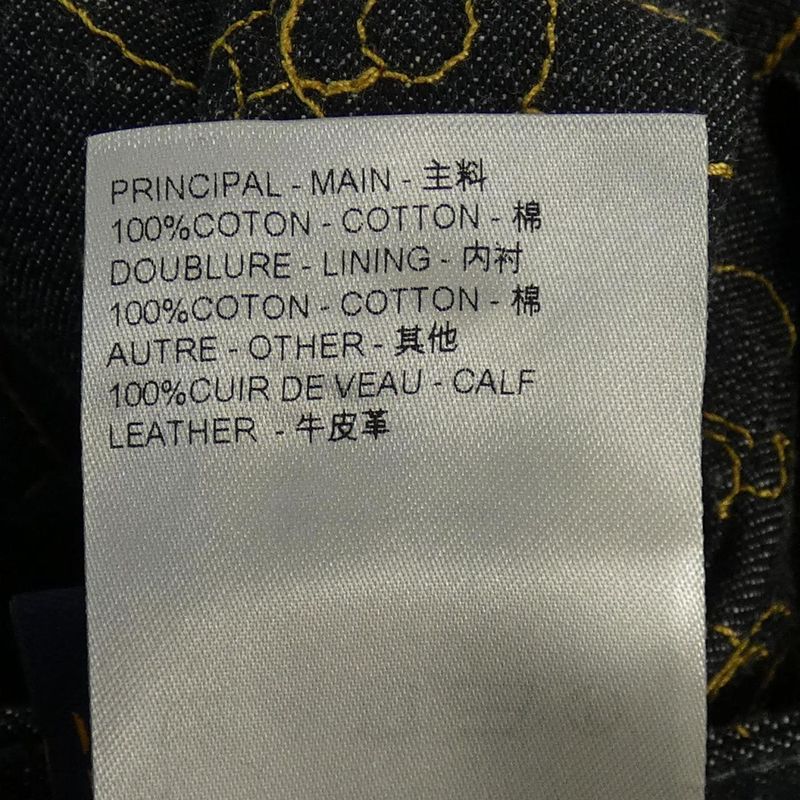 PRINCIPAL - MAIN - 主料
100%COTON - COTTON - 棉
DOUBLURE - LINING - 内衬
100%COTON - COTTON - 棉
AUTRE - OTHER - 其他
100%CUIR DE VEAU - CALF
LEATHER - 牛皮革